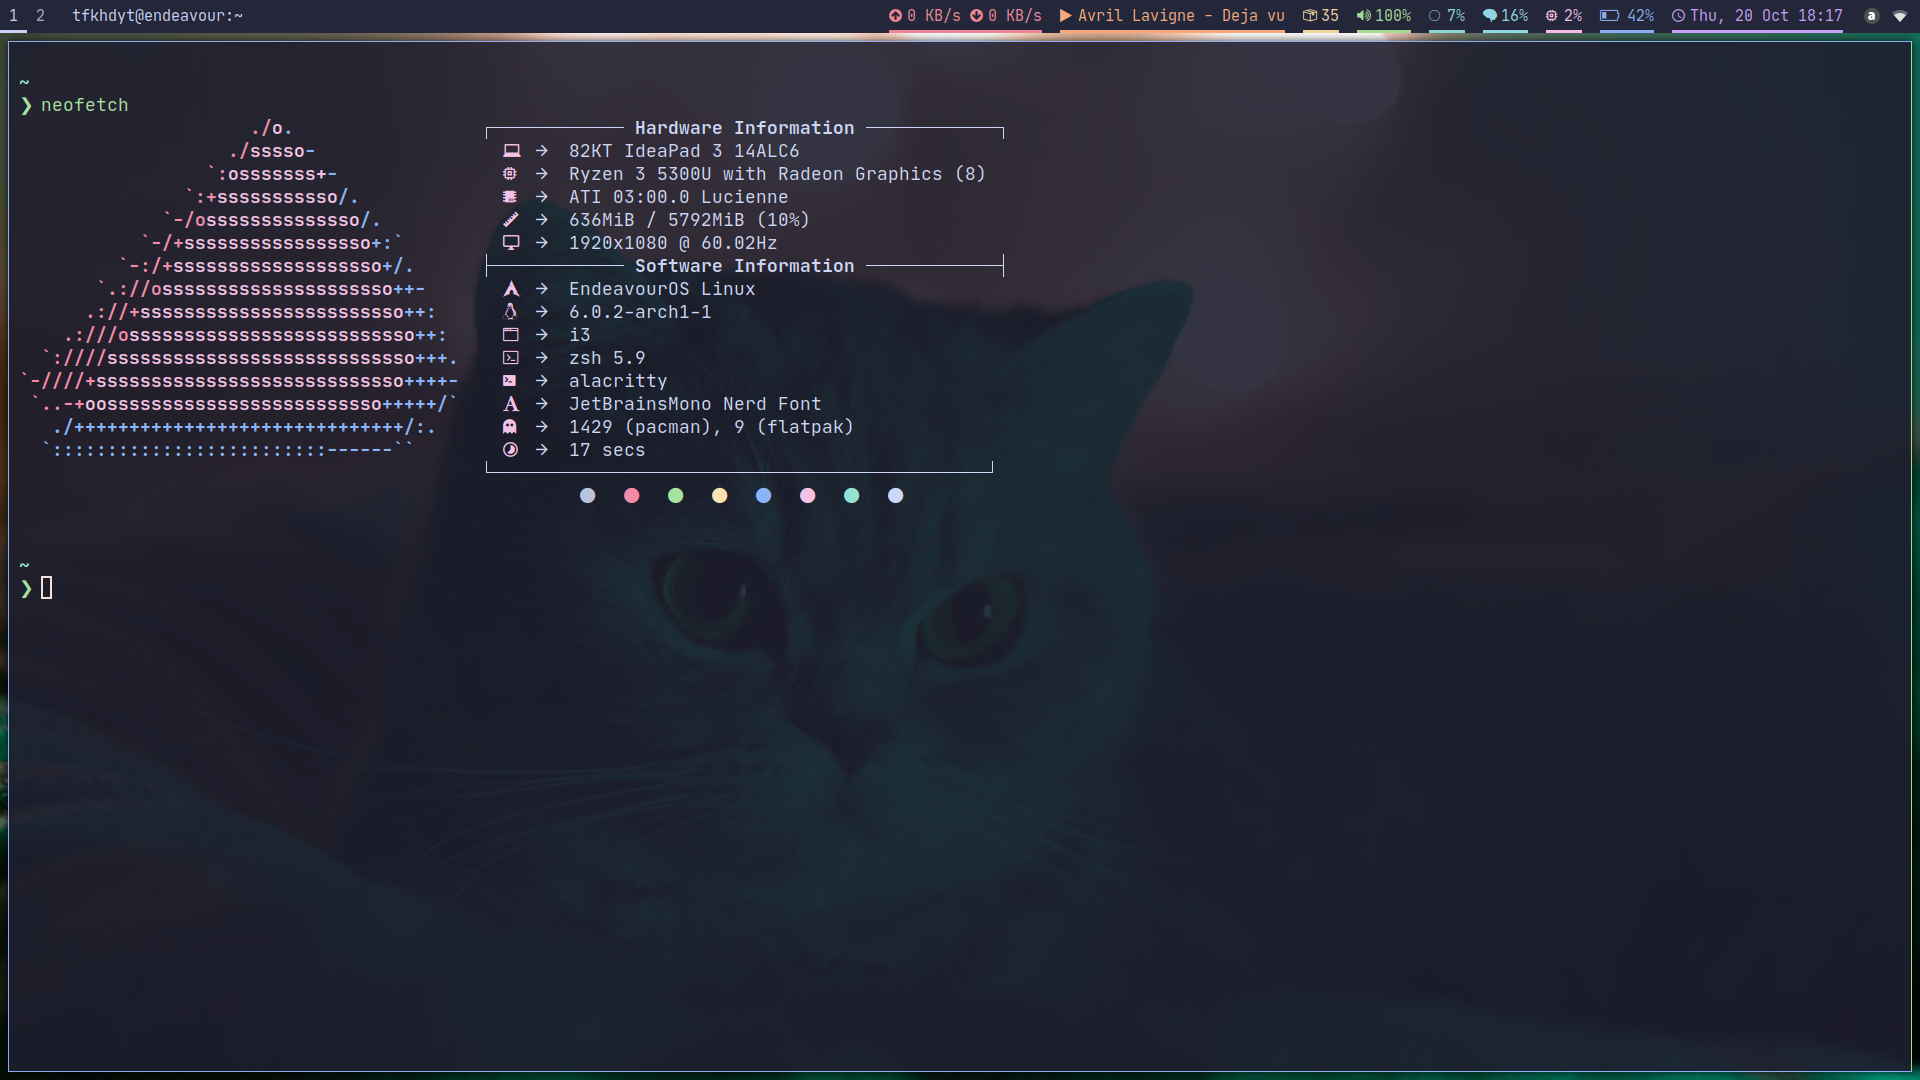 1 2 tfkhdyt@endeavour:~ 0 KB/s 0 KB/s Avril Lavigne - Deja vu 35 100% 7% 16% 2% 42% Thu, 20 Oct 18:17 a
~
❯ neofetch
./o.
./sssso-
`:osssssss+-
`:+sssssssssso/.
`-/ossssssssssssso/.
`-/+sssssssssssssssso+:`
`-:/+sssssssssssssssssso+/.
`.://osssssssssssssssssssso++-
.://+ssssssssssssssssssssssso++:
.:///ossssssssssssssssssssssssso++:
`:////ssssssssssssssssssssssssssso+++.
`-////+ssssssssssssssssssssssssssso++++-
`..-+oosssssssssssssssssssssssso+++++/`
./++++++++++++++++++++++++++++++/:.
`:::::::::::::::::::::::::------``
Hardware Information
→ 82KT IdeaPad 3 14ALC6
→ Ryzen 3 5300U with Radeon Graphics (8)
→ ATI 03:00.0 Lucienne
→ 636MiB / 5792MiB (10%)
→ 1920x1080 @ 60.02Hz
Software Information
→ EndeavourOS Linux
→ 6.0.2-arch1-1
→ i3
→ zsh 5.9
→ alacritty
→ JetBrainsMono Nerd Font
→ 1429 (pacman), 9 (flatpak)
→ 17 secs
~
❯